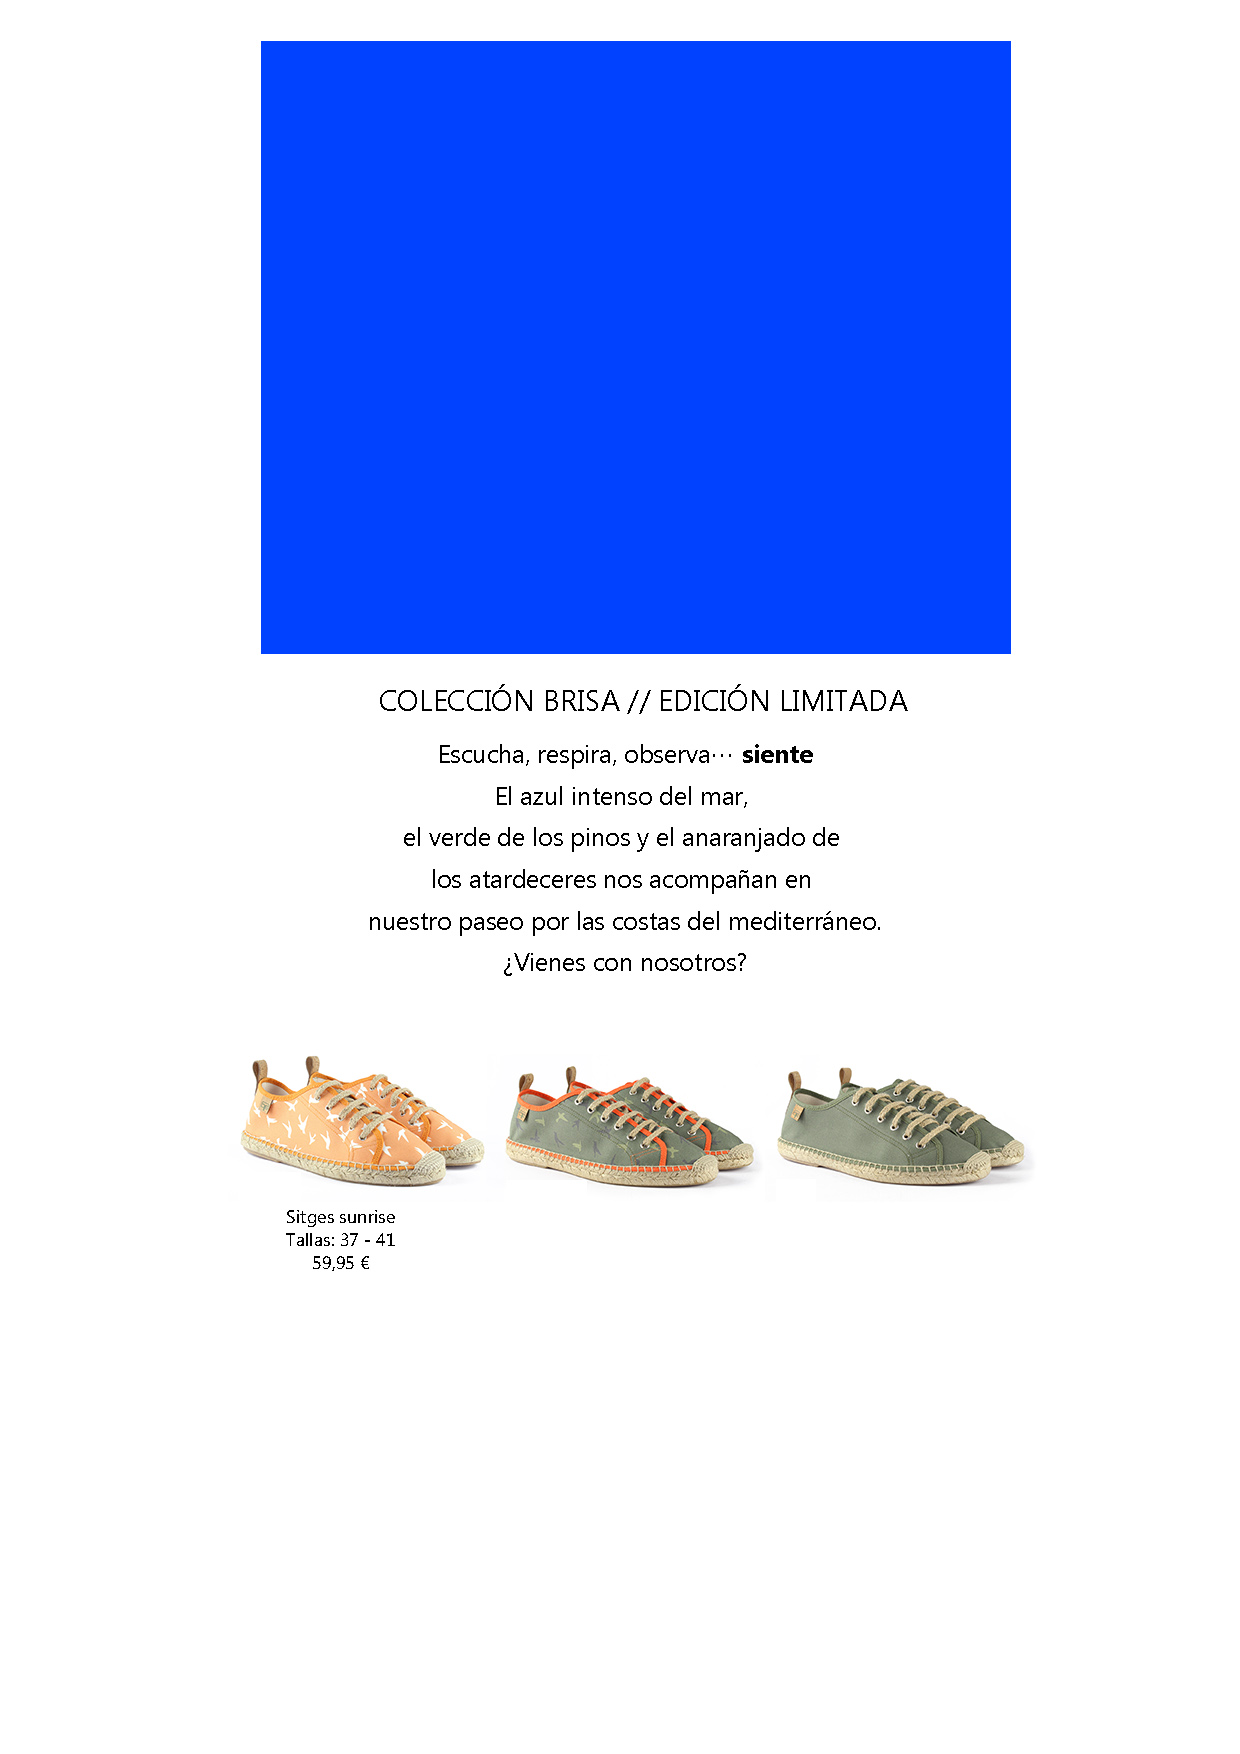 COLECCIÓN BRISA // EDICIÓN LIMITADA
Escucha, respira, observa··· siente
El azul intenso del mar,
el verde de los pinos y el anaranjado de
los atardeceres nos acompañan en
nuestro paseo por las costas del mediterráneo.
¿Vienes con nosotros?
Sitges sunrise
Tallas: 37 - 41
59,95 €